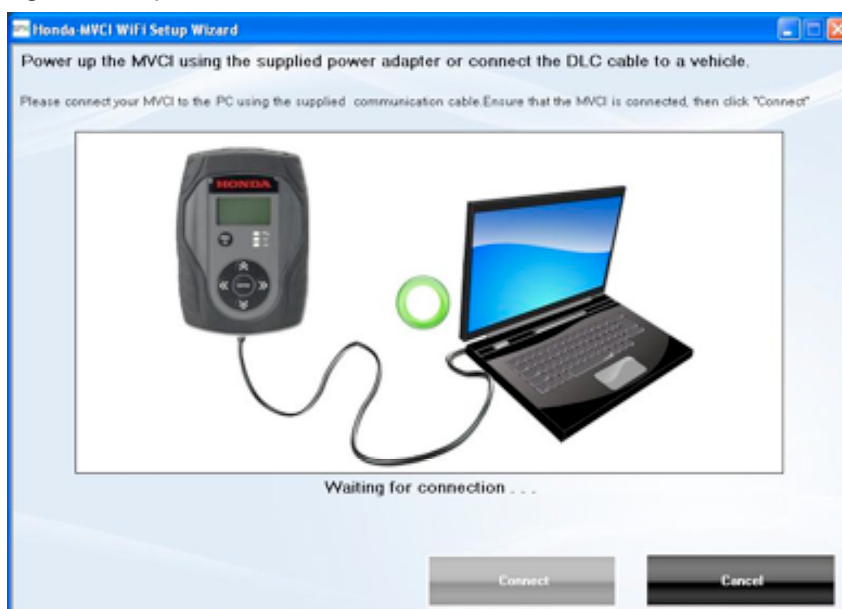 Honda-MVCI WiFi Setup Wizard
Power up the MVCI using the supplied power adapter or connect the DLC cable to a vehicle.
Please connect your MVCI to the PC using the supplied communication cable.Ensure that the MVCI is connected, then click "Connect"
HONDA
Waiting for connection . . .
Connect
Cancel